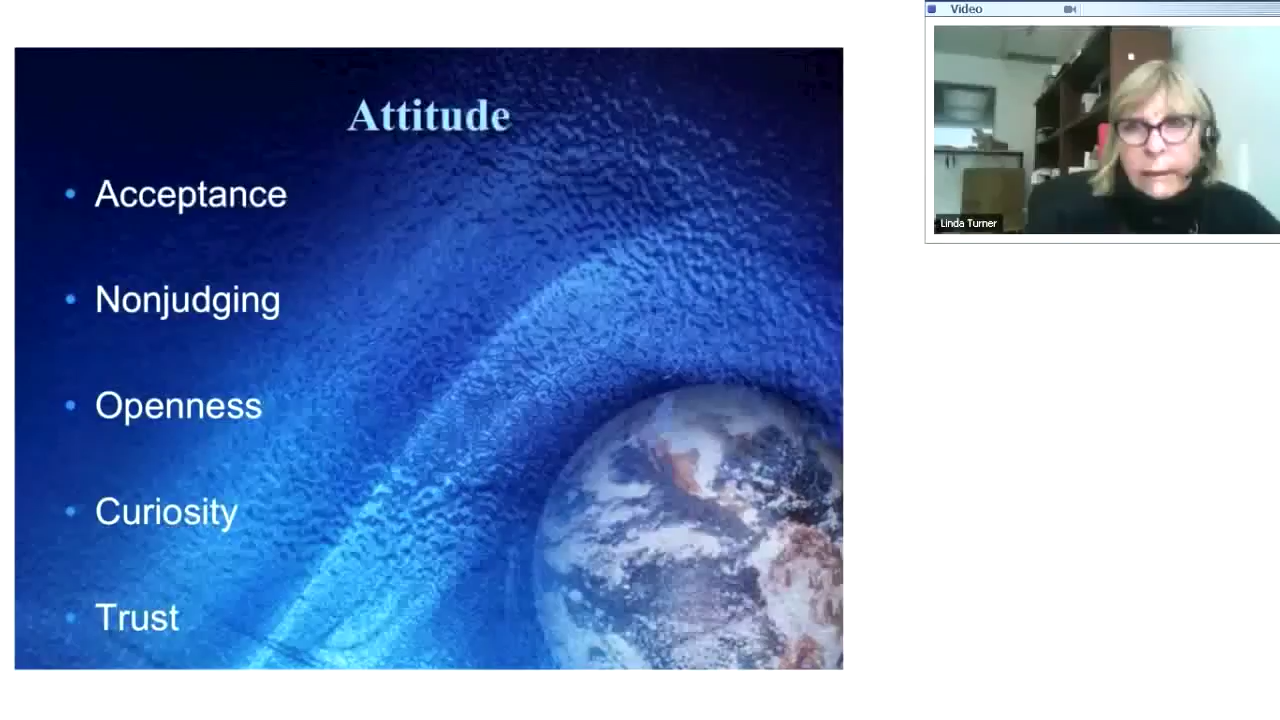 Video
Attitude
• Acceptance
• Nonjudging
• Openness
• Curiosity
• Trust
Linda Turner